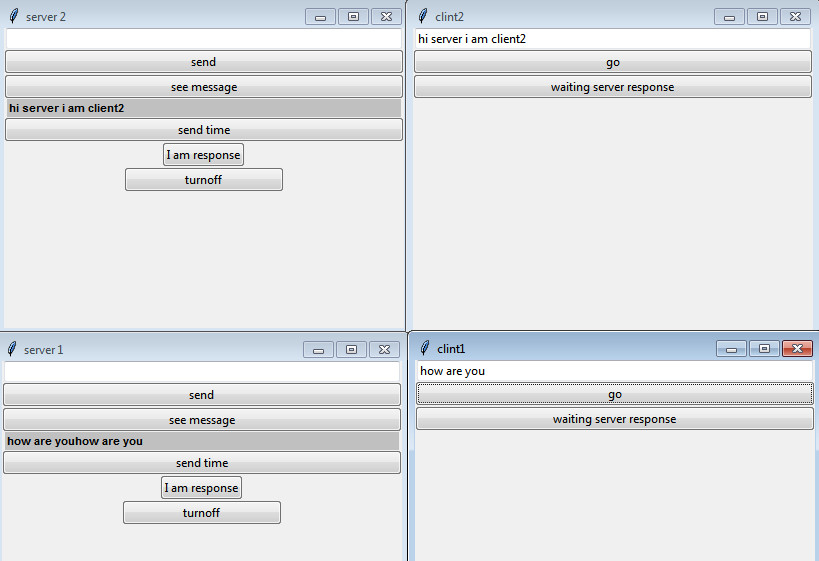 server 2
send
see message
hi server i am client2
send time
I am response
turnoff
clint2
hi server i am client2
go
waiting server response
server 1
send
see message
how are youhow are you
send time
I am response
turnoff
clint1
how are you
go
waiting server response